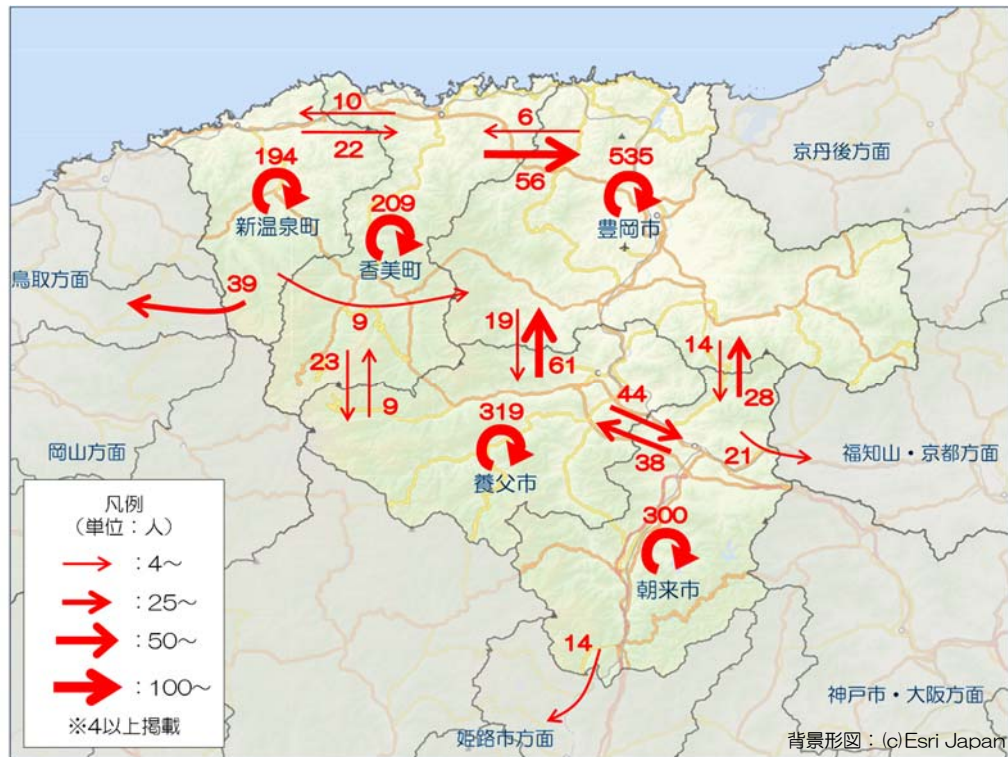 10
6
22
56
194
535
京丹後方面
209
新温泉町
豊岡市
香美町
鳥取方面
39
9
19
61
14
28
23
9
44
319
38
21
岡山方面
福知山・京都方面
養父市
凡例
（単位：人）
：4～
：25～
：50～
：100～
※4以上掲載
300
朝来市
14
神戸市・大阪方面
姫路市方面
背景形図：(c)Esri Japan